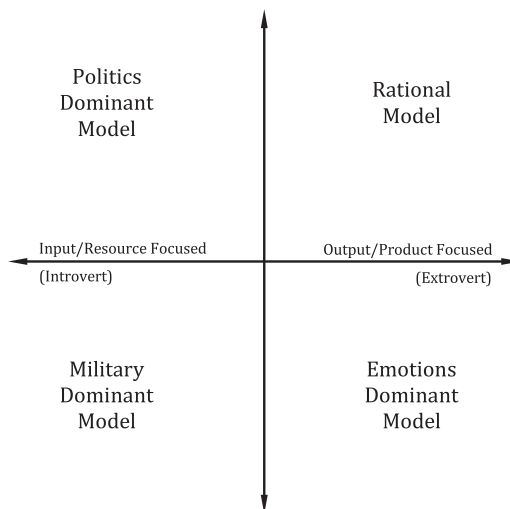 Politics
Dominant
Model
Rational
Model
Input/Resource Focused
(Introvert)
Output/Product Focused
(Extrovert)
Military
Dominant
Model
Emotions
Dominant
Model